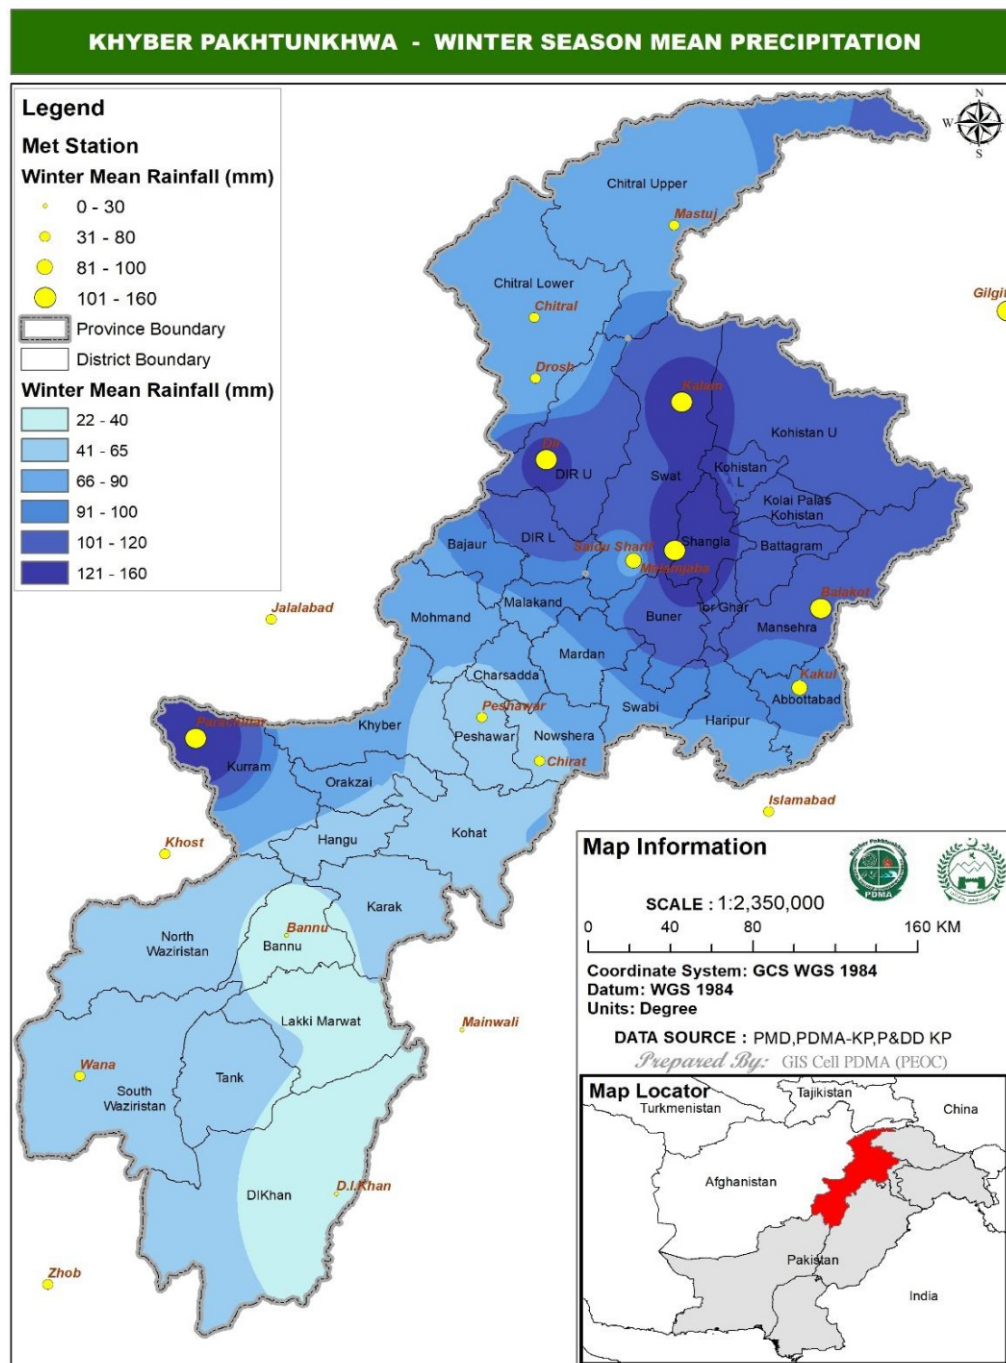 KHYBER PAKHTUNKHWA - WINTER SEASON MEAN PRECIPITATION
Legend
Met Station
Winter Mean Rainfall (mm)
0 - 30
31 - 80
81 - 100
101 - 160
Province Boundary
District Boundary
Winter Mean Rainfall (mm)
22 - 40
41 - 65
66 - 90
91 - 100
101 - 120
121 - 160
N
W
S
Chitral Upper
Mastuj
Chitral Lower
Chitral
Gilgit
Drosh
Kalam
Kohistan U
Dir
DIR U
Swat
Kohistan
L
Kolai Palas
Kohistan
DIR L
Shangla
Bajaur
Saidu Sharif
Battagram
Malamjaba
Malakand
Balakot
Jalalabad
Mohmand
Buner
Tor Ghar
Mansehra
Mardan
Charsadda
Kakul
Abbottabad
Peshawar
Swabi
Parachinar
Khyber
Peshawar
Nowshera
Haripur
Kurram
Chirat
Orakzai
Islamabad
Khost
Hangu
Kohat
Karak
Bannu
North
Waziristan
Bannu
Lakki Marwat
Mainwali
Wana
Tank
South
Waziristan
D.I.Khan
DIKhan
Zhob
Map Information
Khyber Pakhtunkhwa
PDMA
SCALE : 1:2,350,000
0 40 80 120 160 KM
Coordinate System: GCS WGS 1984
Datum: WGS 1984
Units: Degree
DATA SOURCE : PMD,PDMA-KP,P&DD KP
Prepared By: GIS Cell PDMA (PEOC)
Map Locator
Tajikistan
Turkmenistan
China
Afghanistan
Pakistan
India